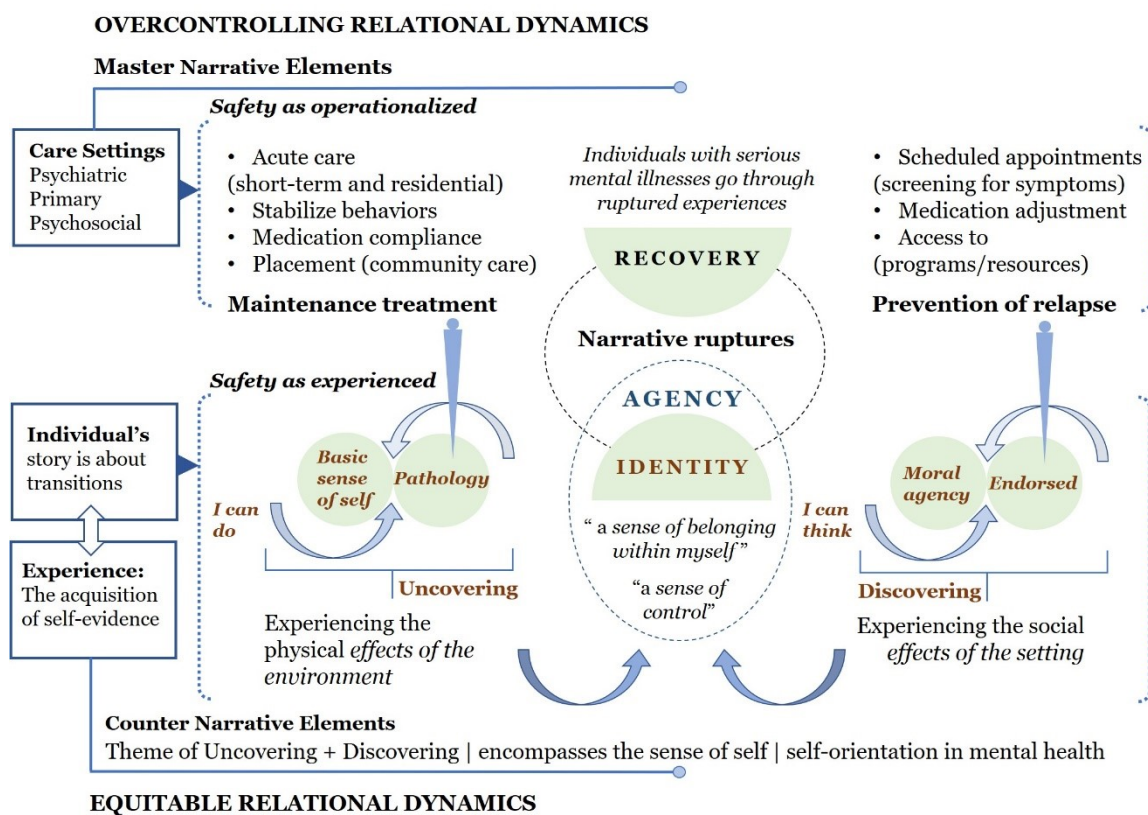 OVERCONTROLLING RELATIONAL DYNAMICS
Master Narrative Elements
Safety as operationalized
Care Settings
Psychiatric
Primary
Psychosocial
• Acute care
(short-term and residential)
• Stabilize behaviors
• Medication compliance
• Placement (community care)
Maintenance treatment
Individuals with serious
mental illnesses go through
ruptured experiences
RECOVERY
Narrative ruptures
• Scheduled appointments
(screening for symptoms)
• Medication adjustment
• Access to
(programs/resources)
Prevention of relapse
Safety as experienced
Individual's
story is about
transitions
Experience:
The acquisition
of self-evidence
Basic
sense
of self
Pathology
I can
do
Uncovering
Experiencing the
physical effects of the
environment
AGENCY
IDENTITY
“ a sense of belonging
within myself ”
“a sense of
control”
Moral
agency
Endorsed
I can
think
Discovering
Experiencing the social
effects of the setting
Counter Narrative Elements
Theme of Uncovering + Discovering | encompasses the sense of self | self-orientation in mental health
EQUITABLE RELATIONAL DYNAMICS